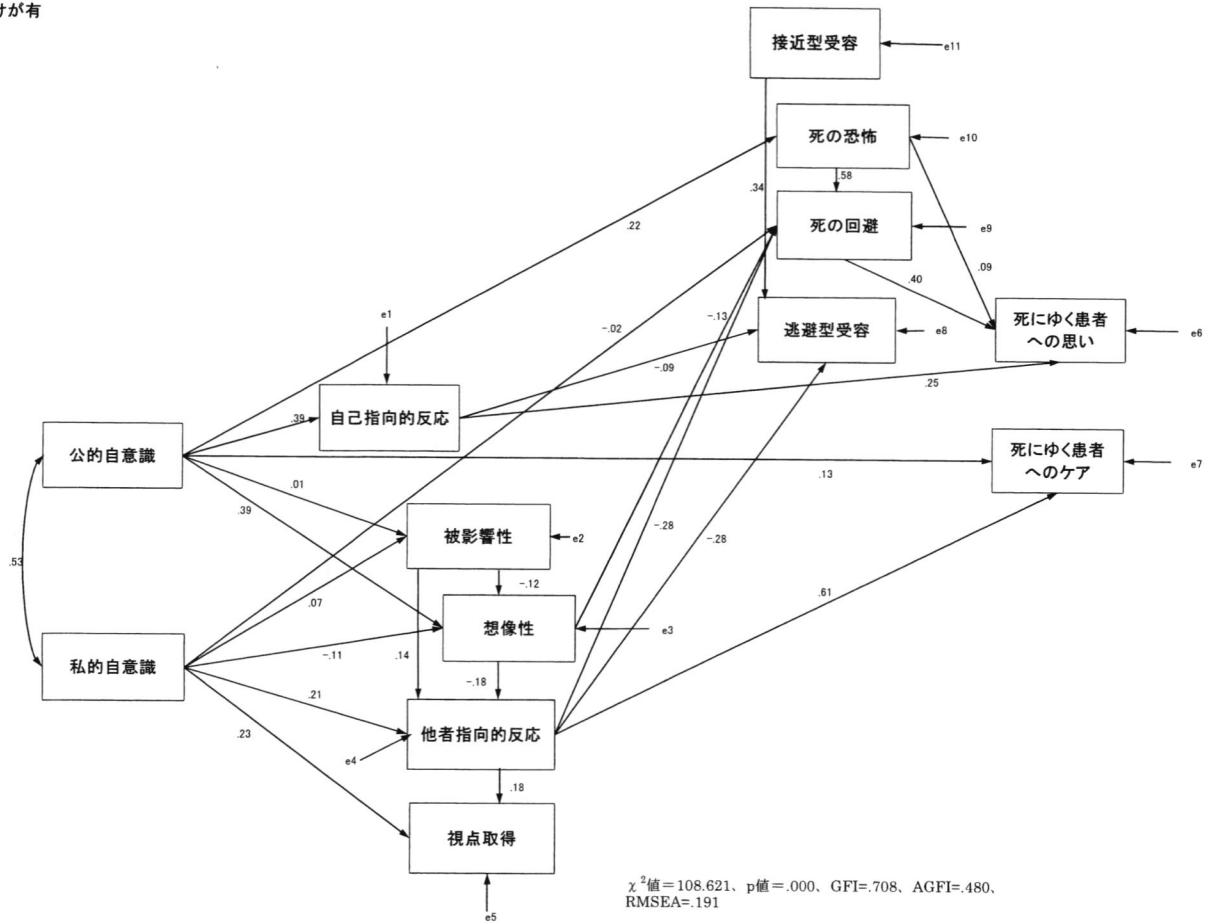 けが有
接近型受容
e11
死の恐怖
e10
.58
.34
死の回避
e9
.22
.40
.09
e1
-.02
-.13
逃避型受容
e8
死にゆく患者
への思い
e6
-.09
.25
自己指向的反応
.39
公的自意識
死にゆく患者
へのケア
e7
.13
.01
.39
被影響性
e2
-.28
-.28
.53
-.12
.07
.61
想像性
e3
-.11
.14
私的自意識
-.18
.21
他者指向的反応
.23
e4
.18
視点取得
χ²値=108.621、p値=.000、GFI=.708、AGFI=.480、
RMSEA=.191
e5